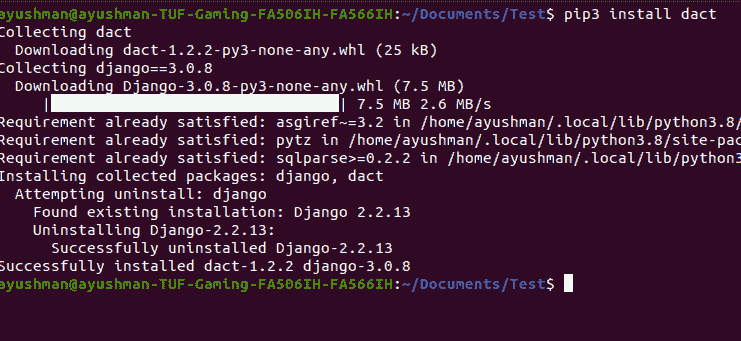 ayushman@ayushman-TUF-Gaming-FA506IH-FA566IH:~/Documents/Test$ pip3 install dact
Collecting dact
  Downloading dact-1.2.2-py3-none-any.whl (25 kB)
Collecting django==3.0.8
  Downloading Django-3.0.8-py3-none-any.whl (7.5 MB)
     |████████████████████████████████| 7.5 MB 2.6 MB/s
Requirement already satisfied: asgiref~=3.2 in /home/ayushman/.local/lib/python3.8/
Requirement already satisfied: pytz in /home/ayushman/.local/lib/python3.8/site-pac
Requirement already satisfied: sqlparse>=0.2.2 in /home/ayushman/.local/lib/python3
Installing collected packages: django, dact
  Attempting uninstall: django
    Found existing installation: Django 2.2.13
    Uninstalling Django-2.2.13:
      Successfully uninstalled Django-2.2.13
Successfully installed dact-1.2.2 django-3.0.8
ayushman@ayushman-TUF-Gaming-FA506IH-FA566IH:~/Documents/Test$